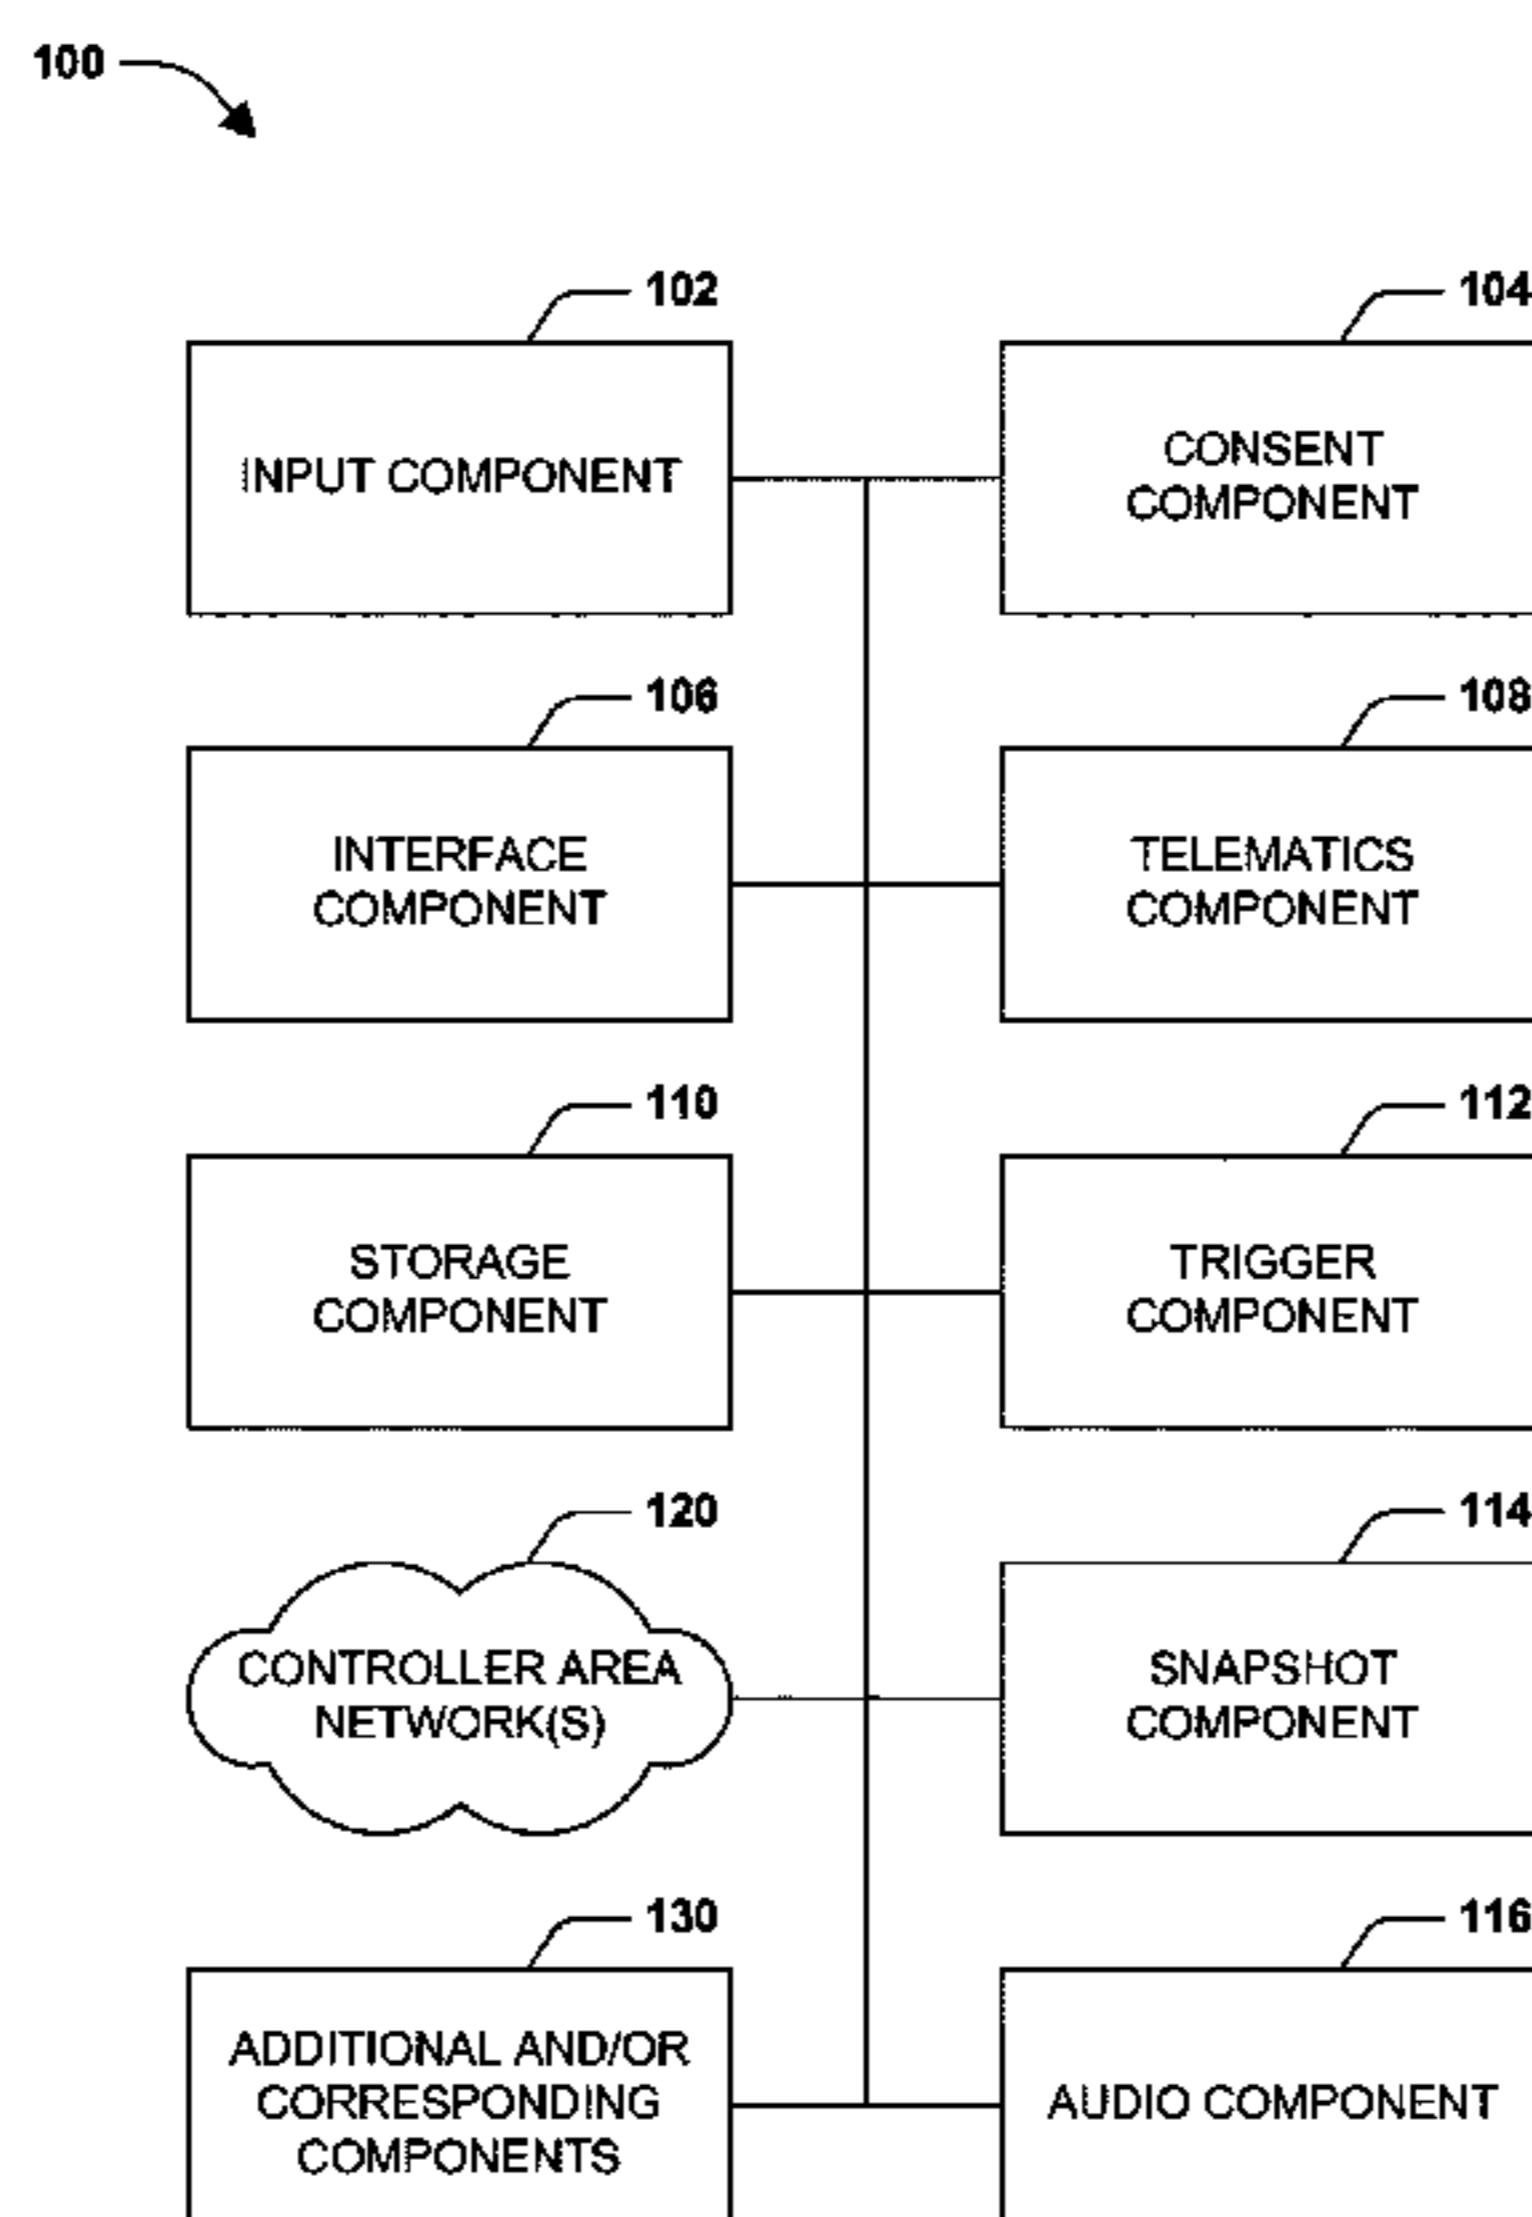 100
102
104
INPUT COMPONENT
CONSENT
COMPONENT
106
108
INTERFACE
COMPONENT
TELEMATICS
COMPONENT
110
112
STORAGE
COMPONENT
TRIGGER
COMPONENT
120
114
CONTROLLER AREA
NETWORK(S)
SNAPSHOT
COMPONENT
130
116
ADDITIONAL AND/OR
CORRESPONDING
COMPONENTS
AUDIO COMPONENT